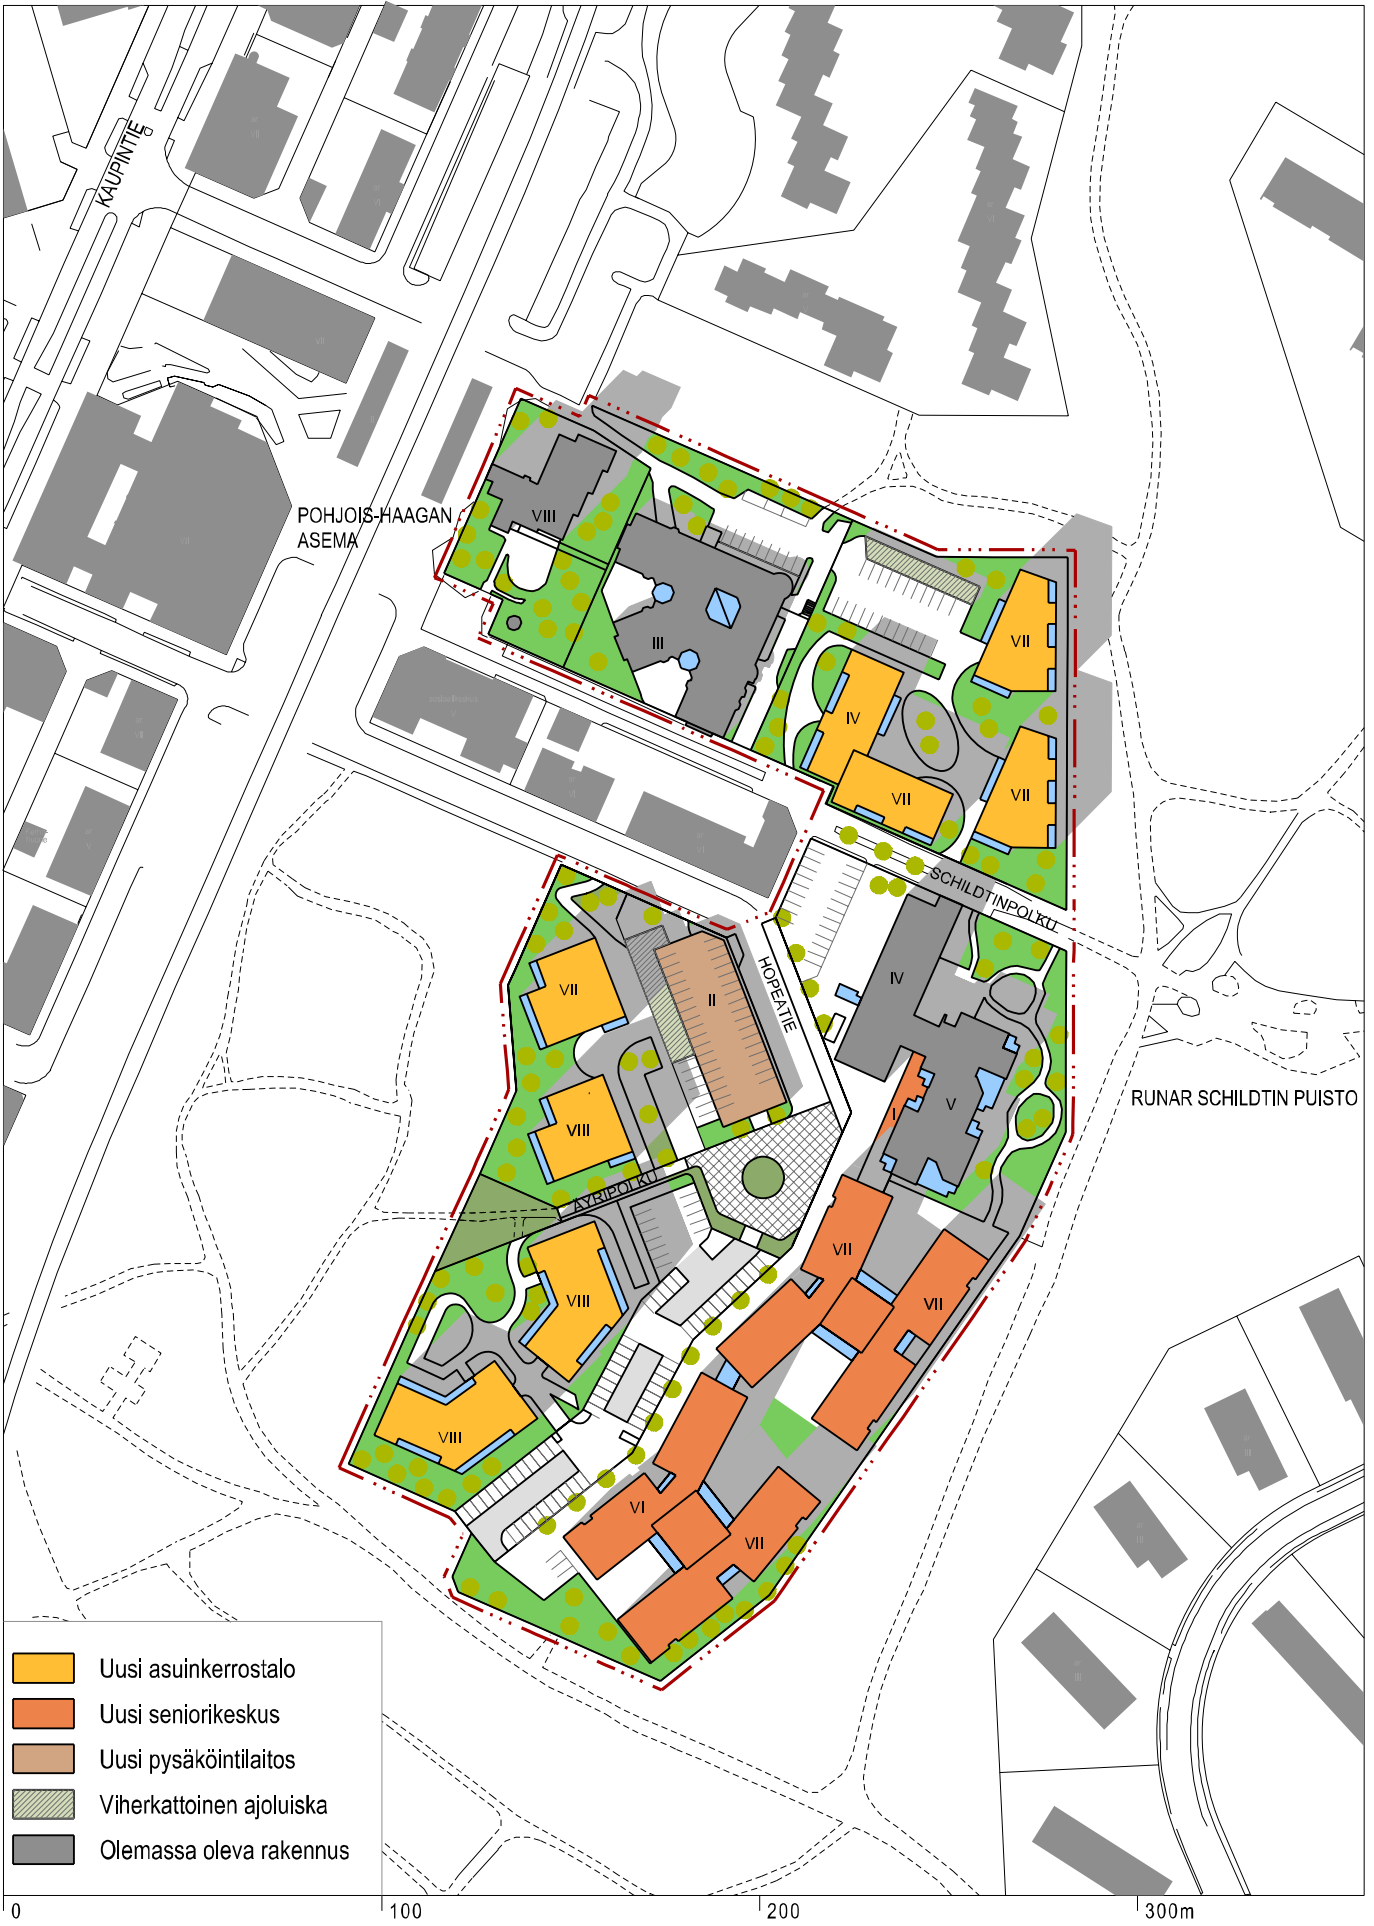 KAUPINTIE
POHJOIS-HAAGAN
ASEMA
VIII
III
VII
IV
VII
VII
SCHILDTINPOLKU
VII
II
HOPEATIE
IV
RUNAR SCHILDTIN PUISTO
I
V
VIII
ÄYRIPOLKU
VII
VIII
VII
VIII
VI
VII
Uusi asuinkerrostalo
Uusi seniorikeskus
Uusi pysäköintilaitos
Viherkattoinen ajoluiska
Olemassa oleva rakennus
0 100 200 300m